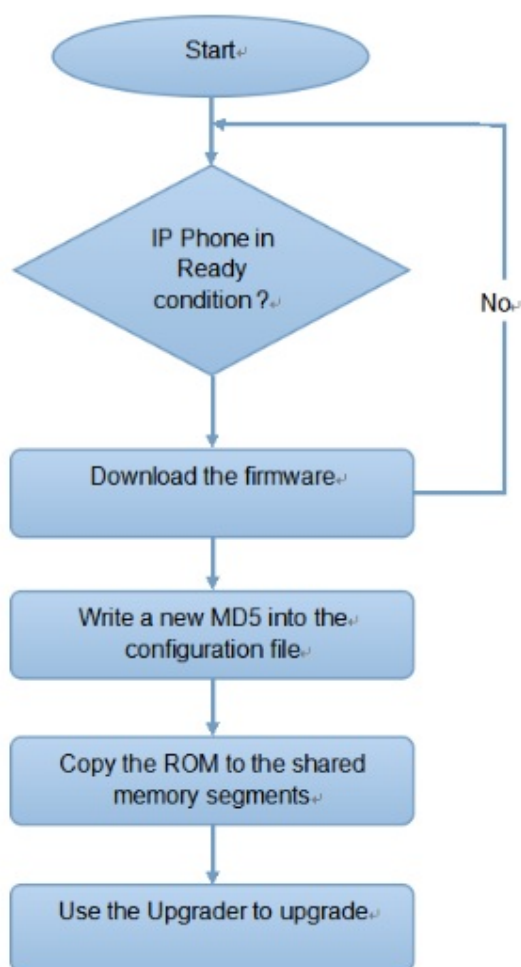 Start
IP Phone in
Ready
condition ?
No
Download the firmware
Write a new MD5 into the
configuration file
Copy the ROM to the shared
memory segments
Use the Upgrader to upgrade